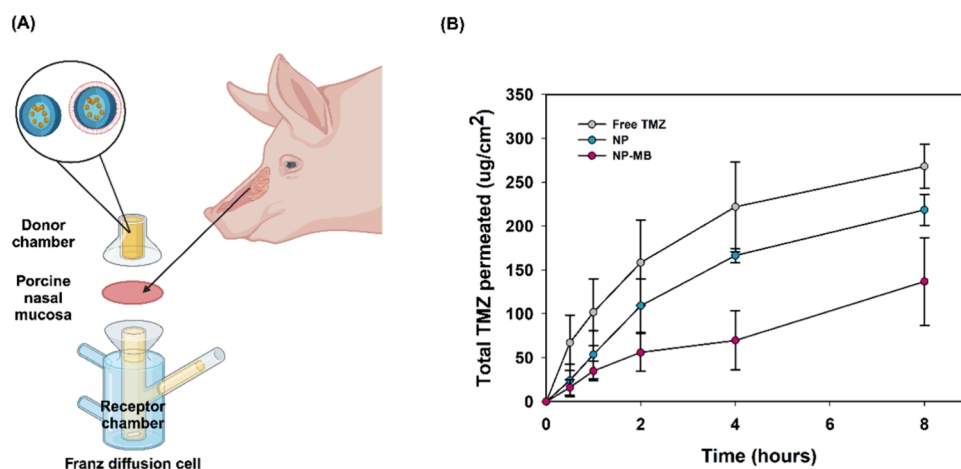 (A)
Donor
chamber
Porcine
nasal
mucosa
Receptor
chamber
Franz diffusion cell
(B)
Total TMZ permeated (ug/cm²)
350
300
250
200
150
100
50
0
Free TMZ
NP
NP-MB
0 2 4 6 8
Time (hours)